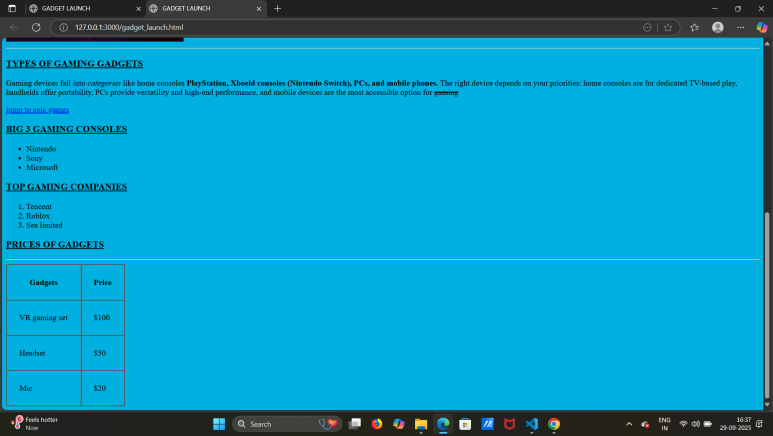 GADGET LAUNCH
GADGET LAUNCH
127.0.0.1:3000/gadget_launch.html
TYPES OF GAMING GADGETS
Gaming devices fall into categories like home consoles PlayStation, Xboeld consoles (Nintendo Switch), PCs, and mobile phones. The right device depends on your priorities: home consoles are for dedicated TV-based play,
handhelds offer portability, PCs provide versatility and high-end performance, and mobile devices are the most accessible option for gaming
jump to epic games
BIG 3 GAMING CONSOLES
• Nintendo
• Sony
• Microsoft
TOP GAMING COMPANIES
1. Tencent
2. Roblox
3. Sea limited
PRICES OF GADGETS
Gadgets Price
VR gaming set $100
Headset $50
Mic $20
Feels hotter
Now
Search
ENG
IN
16:37
29-09-2025